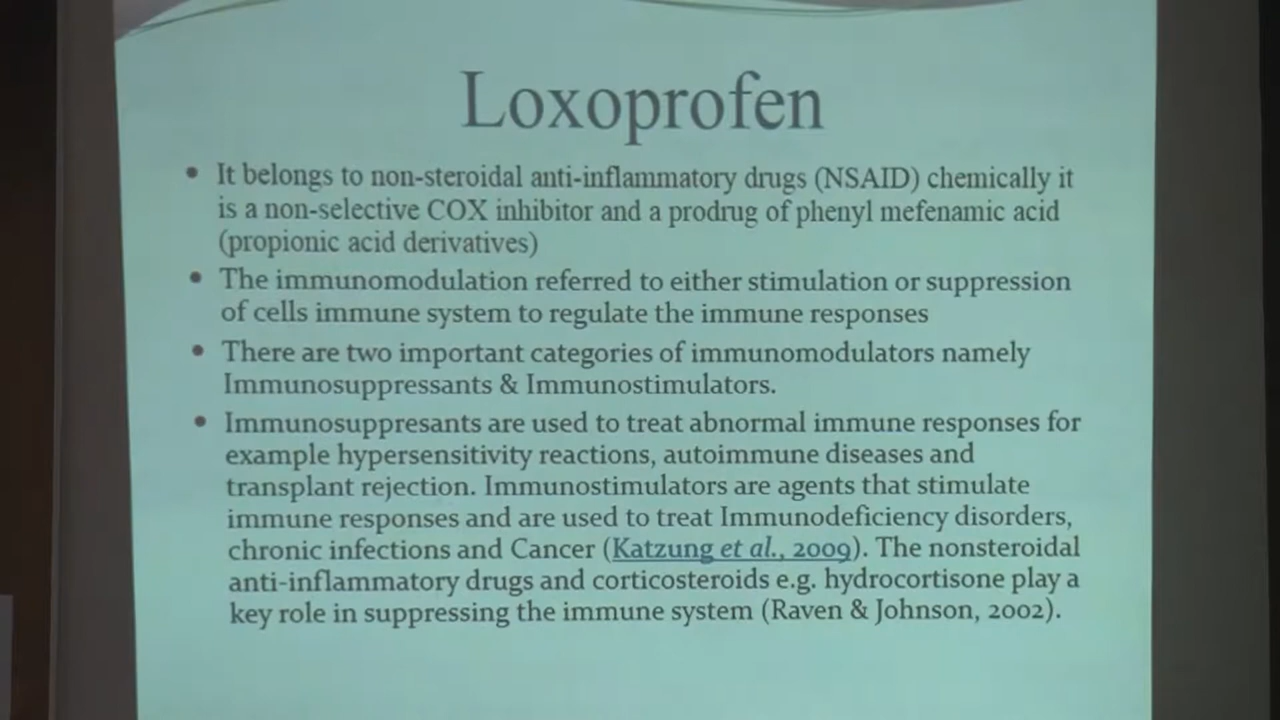 Loxoprofen
• It belongs to non-steroidal anti-inflammatory drugs (NSAID) chemically it
is a non-selective COX inhibitor and a prodrug of phenyl mefenamic acid
(propionic acid derivatives)
• The immunomodulation referred to either stimulation or suppression
of cells immune system to regulate the immune responses
• There are two important categories of immunomodulators namely
Immunosuppressants & Immunostimulators.
• Immunosuppresants are used to treat abnormal immune responses for
example hypersensitivity reactions, autoimmune diseases and
transplant rejection. Immunostimulators are agents that stimulate
immune responses and are used to treat Immunodeficiency disorders,
chronic infections and Cancer (Katzung et al., 2009). The nonsteroidal
anti-inflammatory drugs and corticosteroids e.g. hydrocortisone play a
key role in suppressing the immune system (Raven & Johnson, 2002).